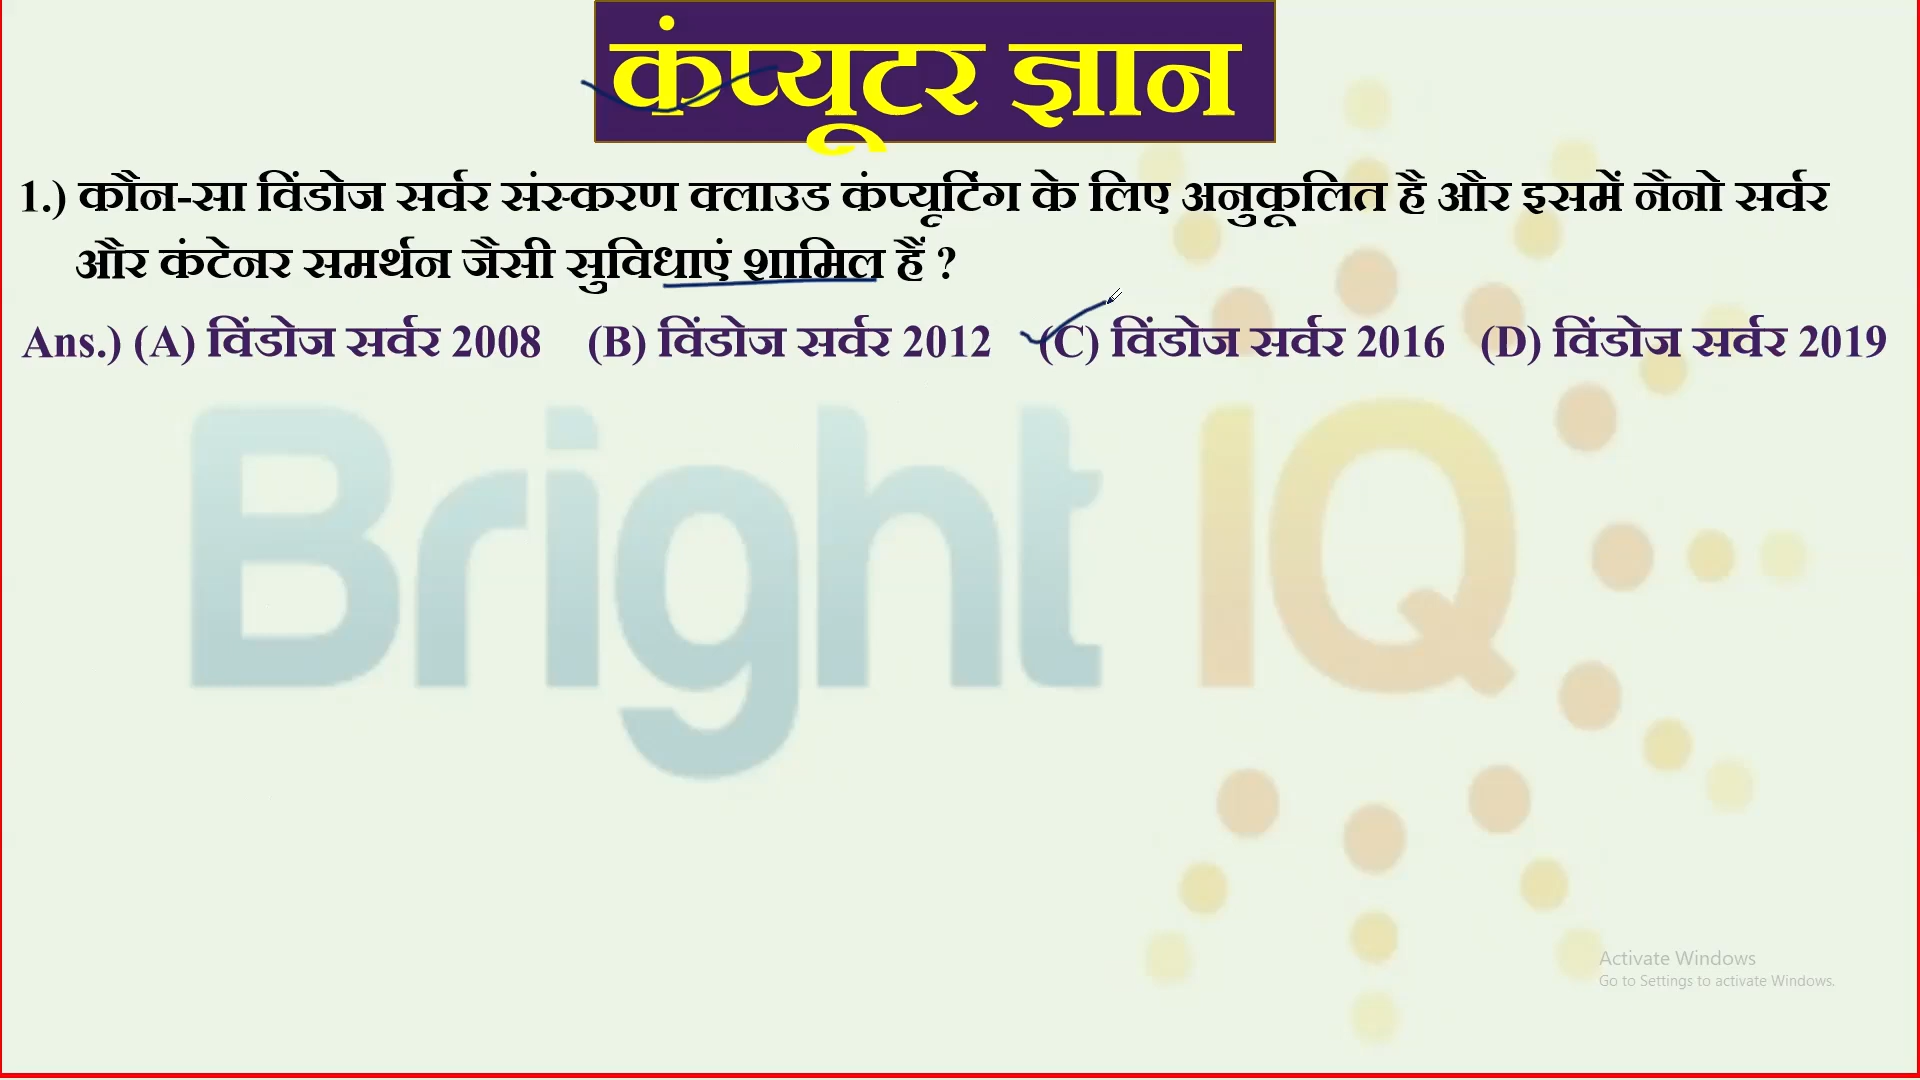 कंप्यूटर ज्ञान
1.) कौन-सा विंडोज सर्वर संस्करण क्लाउड कंप्यूटिंग के लिए अनुकूलित है और इसमें नैनो सर्वर
और कंटेनर समर्थन जैसी सुविधाएं शामिल हैं ?
Ans.) (A) विंडोज सर्वर 2008 (B) विंडोज सर्वर 2012 (C) विंडोज सर्वर 2016 (D) विंडोज सर्वर 2019
Bright IQ
Activate Windows
Go to Settings to activate Windows.